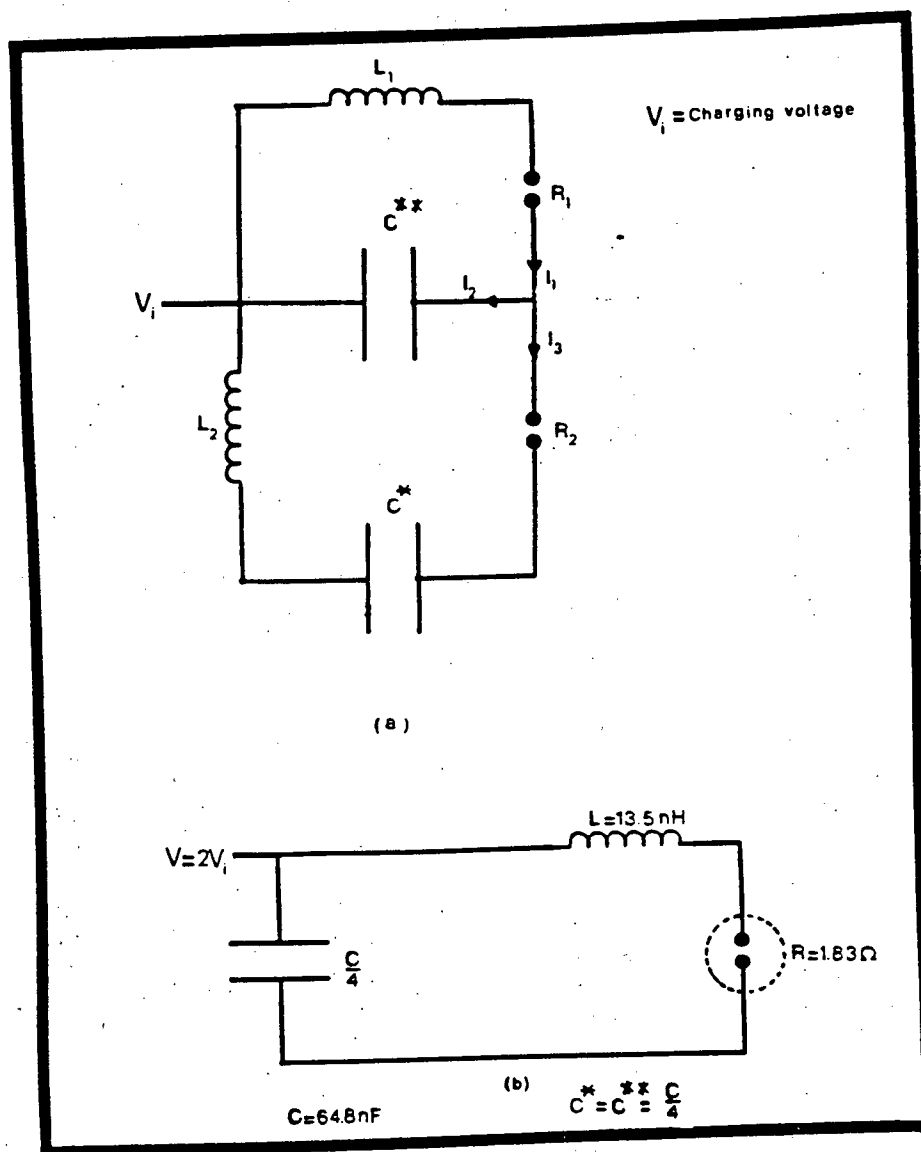 L₁
Vᵢ = Charging voltage
R₁
C**
I₁
I₂
Vᵢ
I₃
L₂
R₂
C*
(a)
L=13.5nH
V=2Vᵢ
C/4
R=1.83Ω
(b)
C* = C** = C/4
C=64.8nF